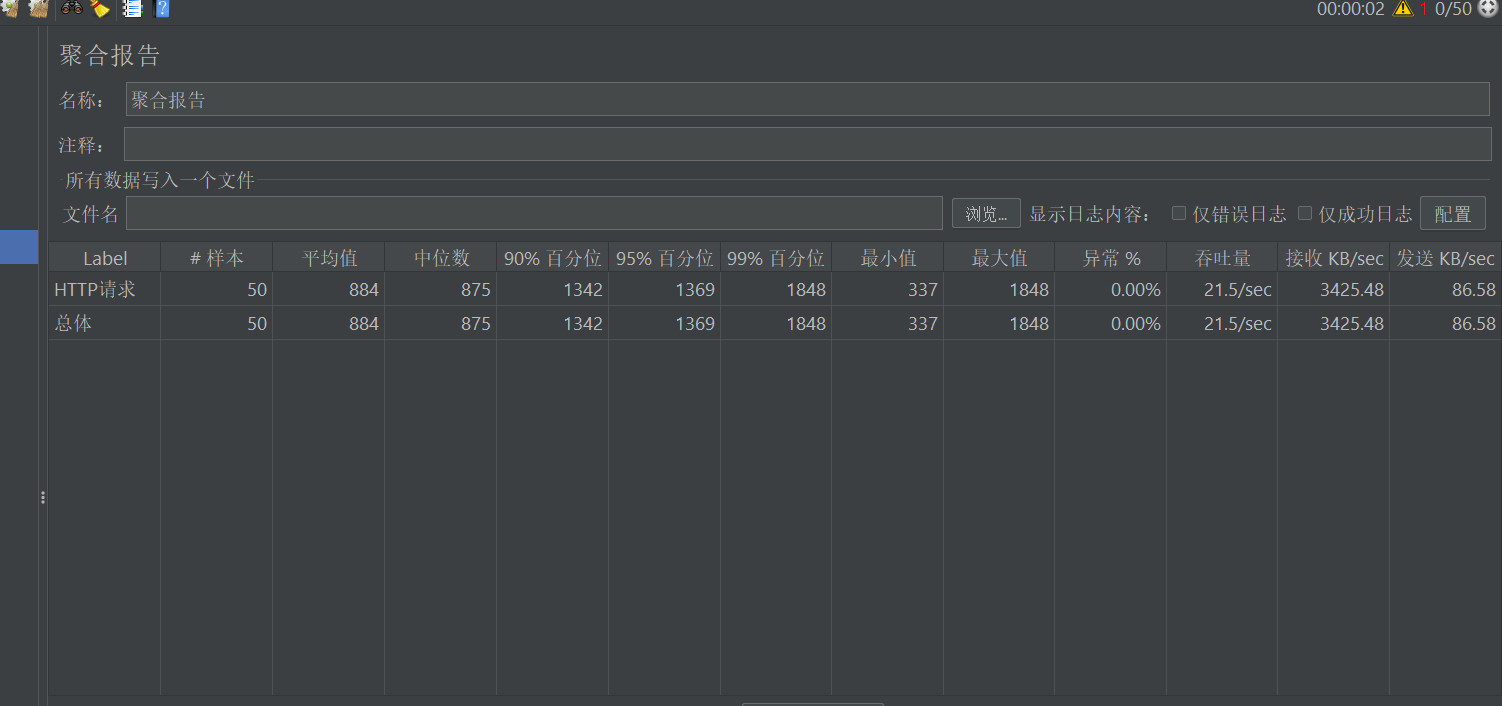 00:00:02 1 0/50
聚合报告
名称： 聚合报告
注释：
所有数据写入一个文件
文件名 浏览... 显示日志内容： 仅错误日志 仅成功日志 配置
Label # 样本 平均值 中位数 90% 百分位 95% 百分位 99% 百分位 最小值 最大值 异常 % 吞吐量 接收 KB/sec 发送 KB/sec
HTTP请求 50 884 875 1342 1369 1848 337 1848 0.00% 21.5/sec 3425.48 86.58
总体 50 884 875 1342 1369 1848 337 1848 0.00% 21.5/sec 3425.48 86.58